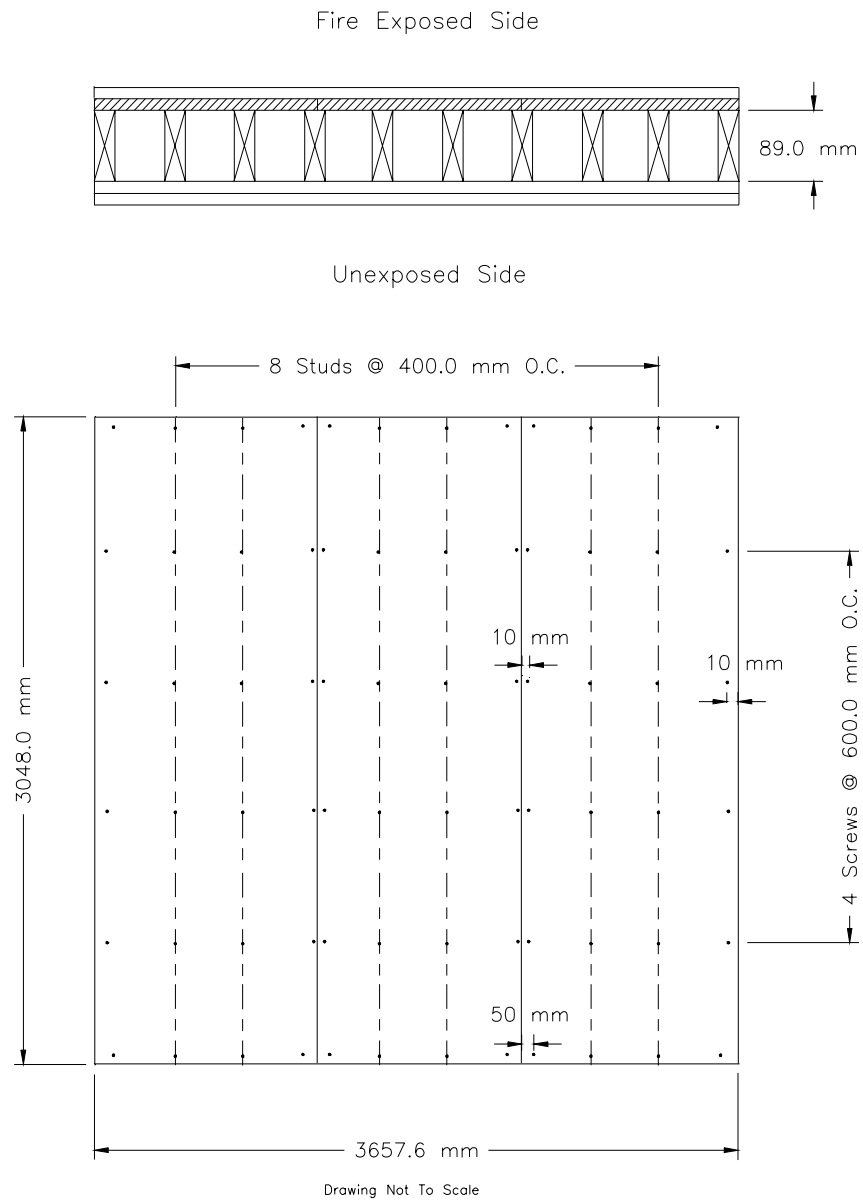 Fire Exposed Side
89.0 mm
Unexposed Side
8 Studs @ 400.0 mm O.C.
3048.0 mm
10 mm
10 mm
4 Screws @ 600.0 mm O.C.
50 mm
3657.6 mm
Drawing Not To Scale